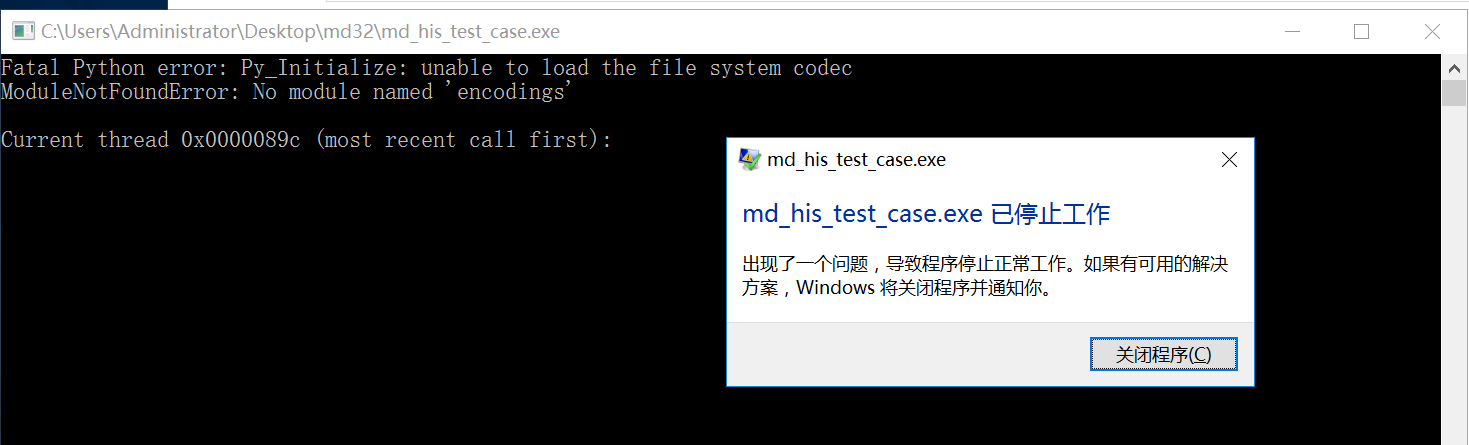 C:\Users\Administrator\Desktop\md32\md_his_test_case.exe
Fatal Python error: Py_Initialize: unable to load the file system codec
ModuleNotFoundError: No module named 'encodings'
Current thread 0x0000089c (most recent call first):
md_his_test_case.exe
md_his_test_case.exe 已停止工作
出现了一个问题，导致程序停止正常工作。如果有可用的解决
方案，Windows 将关闭程序并通知你。
关闭程序(C)